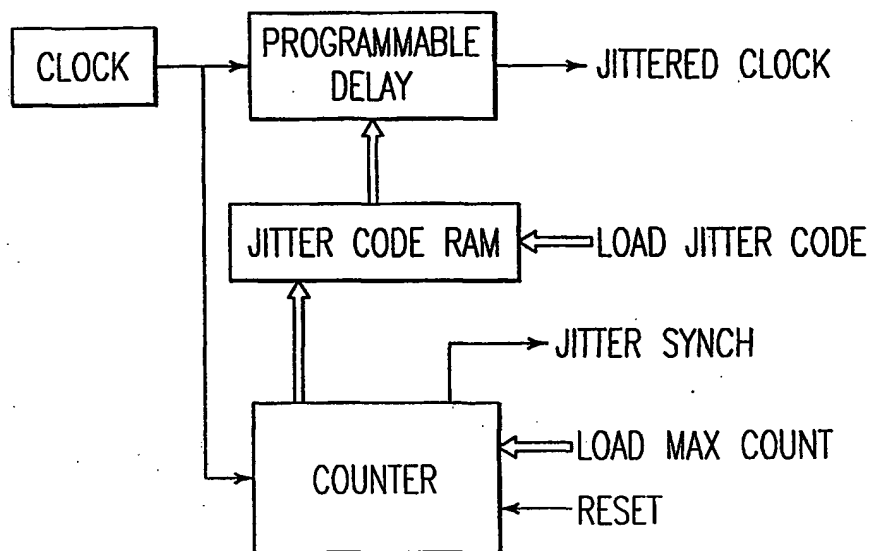 CLOCK
PROGRAMMABLE
DELAY
JITTERED CLOCK
JITTER CODE RAM
LOAD JITTER CODE
JITTER SYNCH
LOAD MAX COUNT
COUNTER
RESET